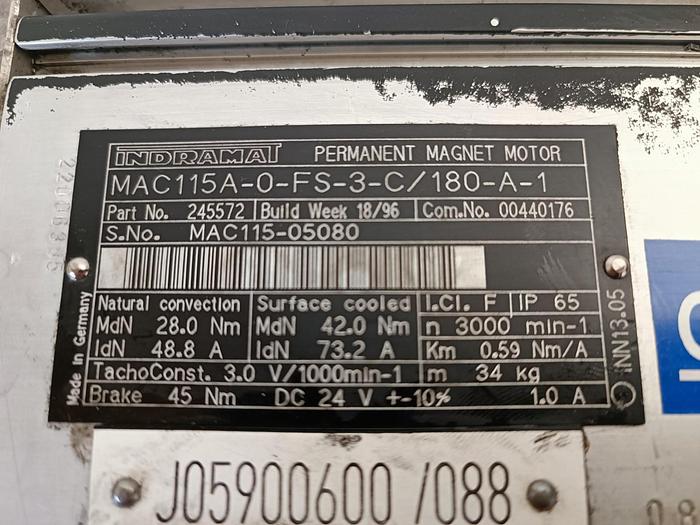 INDRAMAT PERMANENT MAGNET MOTOR
MAC115A-0-FS-3-C/180-A-1
Part No. 245572 Build Week 18/96 Com.No. 00440176
S.No. MAC115-05080
Natural convection Surface cooled I.Cl. F IP 65
MdN 28.0 Nm MdN 42.0 Nm n 3000 min-1
IdN 48.8 A IdN 73.2 A Km 0.59 Nm/A
TachoConst. 3.0 V/1000min-1 m 34 kg
Brake 45 Nm DC 24 V +-10% 1.0 A
Made in Germany
INN13.05
J05900600 /088